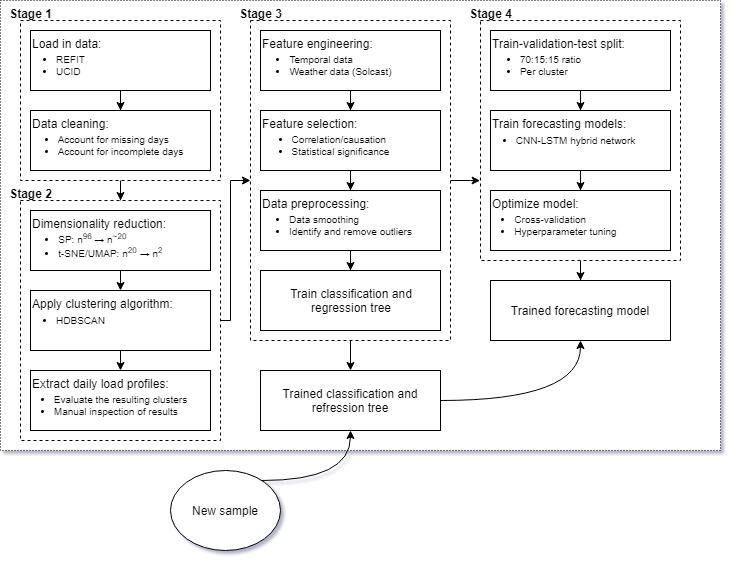 Stage 1
Load in data:
• REFIT
• UCID
Data cleaning:
• Account for missing days
• Account for incomplete days
Stage 2
Dimensionality reduction:
• SP: n^96 → n^~20
• t-SNE/UMAP: n^20 → n^2
Apply clustering algorithm:
• HDBSCAN
Extract daily load profiles:
• Evaluate the resulting clusters
• Manual inspection of results
Stage 3
Feature engineering:
• Temporal data
• Weather data (Solcast)
Feature selection:
• Correlation/causation
• Statistical significance
Data preprocessing:
• Data smoothing
• Identify and remove outliers
Train classification and
regression tree
Trained classification and
refression tree
Stage 4
Train-validation-test split:
• 70:15:15 ratio
• Per cluster
Train forecasting models:
• CNN-LSTM hybrid network
Optimize model:
• Cross-validation
• Hyperparameter tuning
Trained forecasting model
New sample